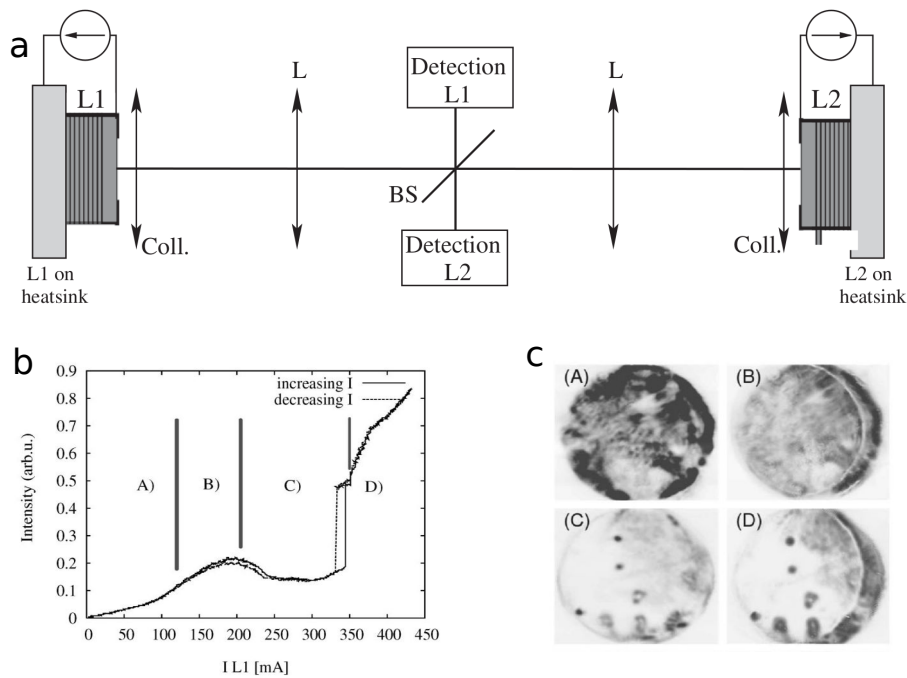 a
L1
L
Detection
L1
L
L2
BS
Coll.
Detection
L2
Coll.
L1 on
heatsink
L2 on
heatsink
b
0.9
0.8
0.7
0.6
0.5
0.4
0.3
0.2
0.1
0
Intensity (arb.u.)
increasing I
decreasing I
A)
B)
C)
D)
0
50
100
150
200
250
300
350
400
450
I L1 [mA]
c
(A)
(B)
(C)
(D)